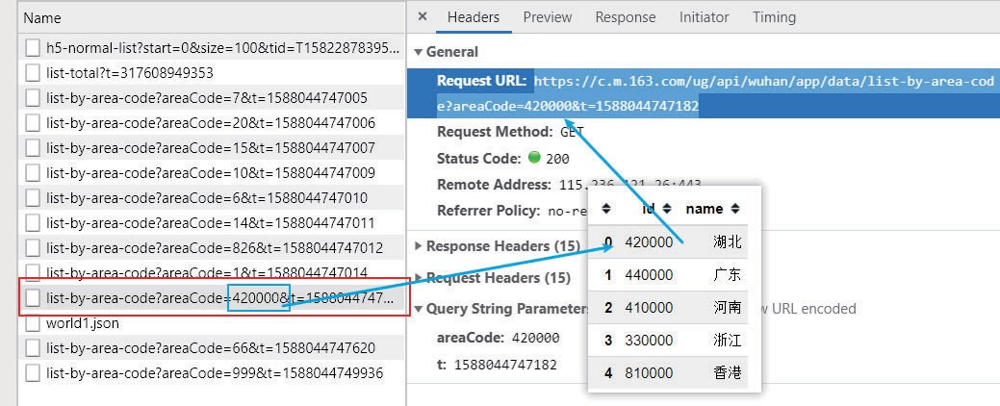 Name
h5-normal-list?start=0&size=100&tid=T15822878395...
list-total?t=317608949353
list-by-area-code?areaCode=7&t=1588044747005
list-by-area-code?areaCode=20&t=1588044747006
list-by-area-code?areaCode=15&t=1588044747007
list-by-area-code?areaCode=10&t=1588044747009
list-by-area-code?areaCode=6&t=1588044747010
list-by-area-code?areaCode=14&t=1588044747011
list-by-area-code?areaCode=826&t=1588044747012
list-by-area-code?areaCode=1&t=1588044747014
list-by-area-code?areaCode=420000&t=1588044747...
world1.json
list-by-area-code?areaCode=66&t=1588044747620
list-by-area-code?areaCode=999&t=1588044749936
× Headers Preview Response Initiator Timing
General
Request URL: https://c.m.163.com/ug/api/wuhan/app/data/list-by-area-cod
e?areaCode=420000&t=1588044747182
Request Method: GET
Status Code: 200
Remote Address: 115.236.121.26:443
Referrer Policy: no-re
Response Headers (15)
Request Headers (15)
Query String Parameters w URL encoded
areaCode: 420000
t: 1588044747182
id name
0 420000 湖北
1 440000 广东
2 410000 河南
3 330000 浙江
4 810000 香港